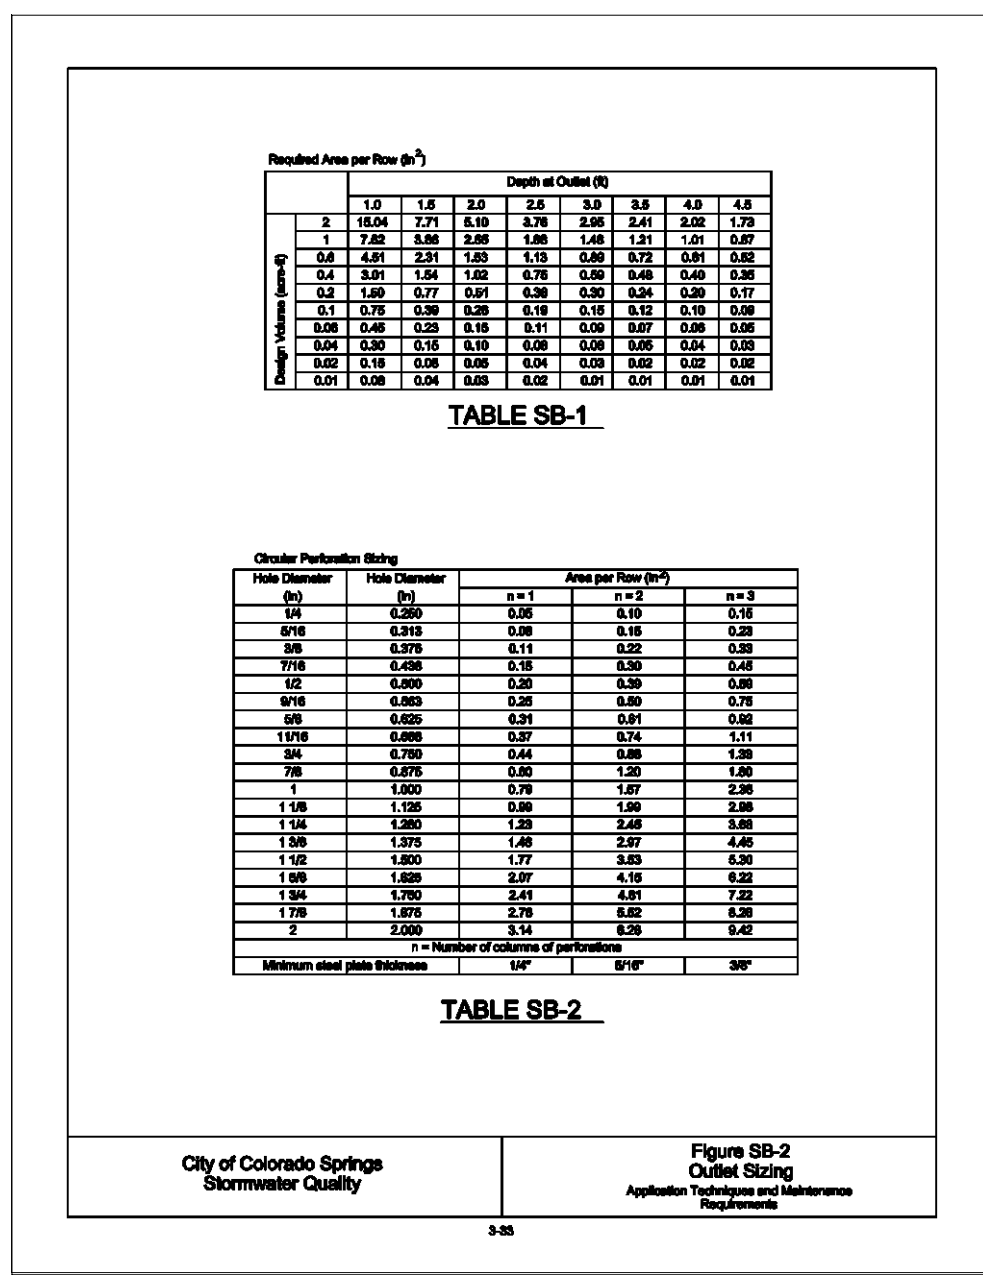 Required Area per Row (in²)
Depth at Outlet (ft)
1.0 1.5 2.0 2.5 3.0 3.5 4.0 4.5
Design Volume (acre-ft)
2 15.04 7.71 5.10 3.76 2.95 2.41 2.02 1.73
1 7.52 3.86 2.55 1.88 1.48 1.21 1.01 0.87
0.6 4.51 2.31 1.53 1.13 0.89 0.72 0.61 0.52
0.4 3.01 1.54 1.02 0.75 0.59 0.48 0.40 0.35
0.2 1.50 0.77 0.51 0.38 0.30 0.24 0.20 0.17
0.1 0.75 0.39 0.26 0.19 0.15 0.12 0.10 0.09
0.06 0.45 0.23 0.15 0.11 0.09 0.07 0.06 0.05
0.04 0.30 0.15 0.10 0.08 0.05 0.04 0.03
0.02 0.15 0.05 0.04 0.03 0.02 0.02 0.02
0.01 0.08 0.04 0.03 0.02 0.01 0.01 0.01 0.01
TABLE SB-1
Circular Perforation Sizing
Hole Diameter (in) Hole Diameter (in) Area per Row (in²)
n = 1 n = 2 n = 3
1/4 0.250 0.05 0.10 0.15
5/16 0.313 0.08 0.15 0.23
3/8 0.375 0.11 0.22 0.33
7/16 0.438 0.15 0.30 0.45
1/2 0.500 0.20 0.39 0.59
9/16 0.563 0.25 0.50 0.75
5/8 0.625 0.31 0.61 0.92
11/16 0.688 0.37 0.74 1.11
3/4 0.750 0.44 0.88 1.33
7/8 0.875 0.60 1.20 1.80
1 1.000 0.79 1.57 2.36
1 1/8 1.125 0.99 1.99 2.98
1 1/4 1.250 1.23 2.45 3.68
1 3/8 1.375 1.48 2.97 4.45
1 1/2 1.500 1.77 3.53 5.30
1 5/8 1.625 2.07 4.15 6.22
1 3/4 1.750 2.41 4.81 7.22
1 7/8 1.875 2.76 5.52 8.28
2 2.000 3.14 6.28 9.42
n = Number of columns of perforations
Minimum steel plate thickness 1/4" 5/16" 3/8"
TABLE SB-2
City of Colorado Springs
Stormwater Quality
Figure SB-2
Outlet Sizing
Application Techniques and Maintenance
Requirements
3-33